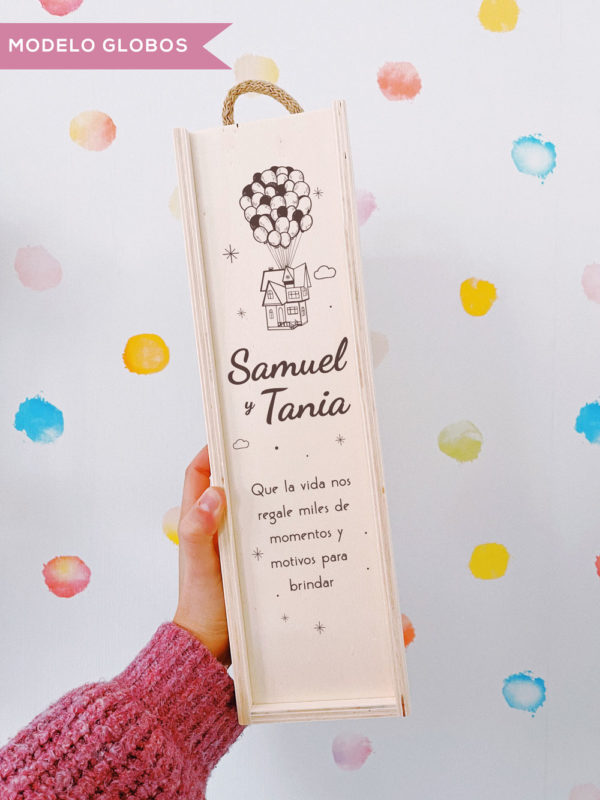 MODELO GLOBOS
Samuel
y Tania
Que la vida nos
regale miles de
momentos y
motivos para
brindar